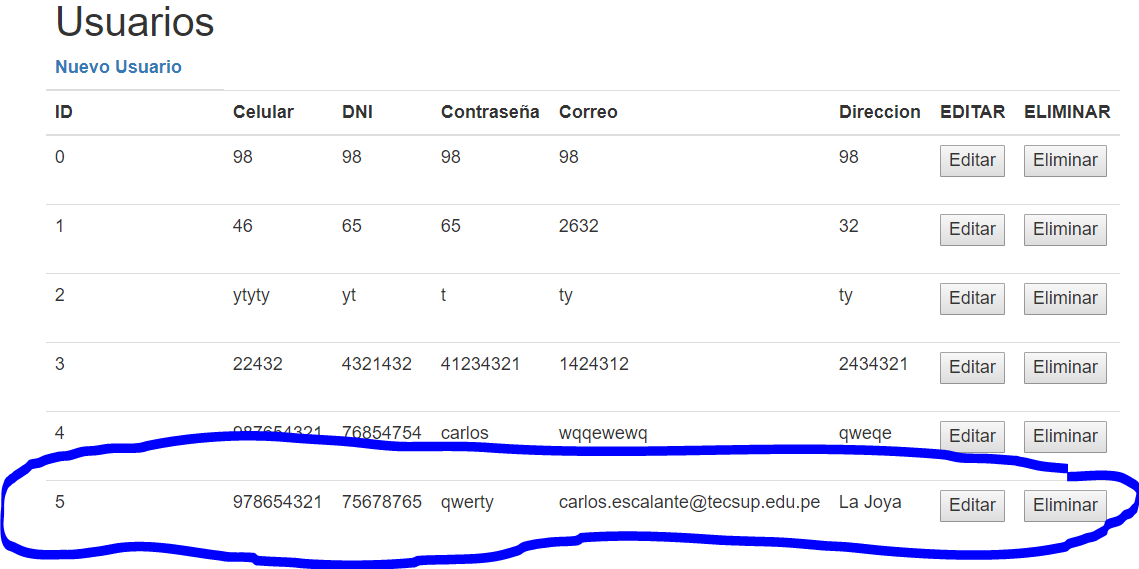 Usuarios
Nuevo Usuario
ID Celular DNI Contraseña Correo Direccion EDITAR ELIMINAR
0 98 98 98 98 98 Editar Eliminar
1 46 65 65 2632 32 Editar Eliminar
2 ytyty yt t ty ty Editar Eliminar
3 22432 4321432 41234321 1424312 2434321 Editar Eliminar
4 987654321 76854754 carlos wqqewewq qweqe Editar Eliminar
5 978654321 75678765 qwerty carlos.escalante@tecsup.edu.pe La Joya Editar Eliminar